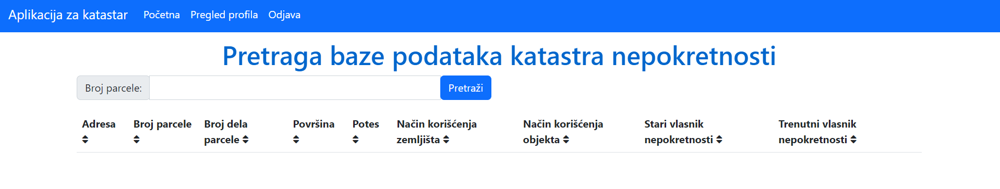 Aplikacija za katastar Početna Pregled profila Odjava
Pretraga baze podataka katastra nepokretnosti
Broj parcele: Pretraži
Adresa
Broj parcele
Broj dela
parcele
Površina
Potes
Način korišćenja
zemljišta
Način korišćenja
objekta
Stari vlasnik
nepokretnosti
Trenutni vlasnik
nepokretnosti